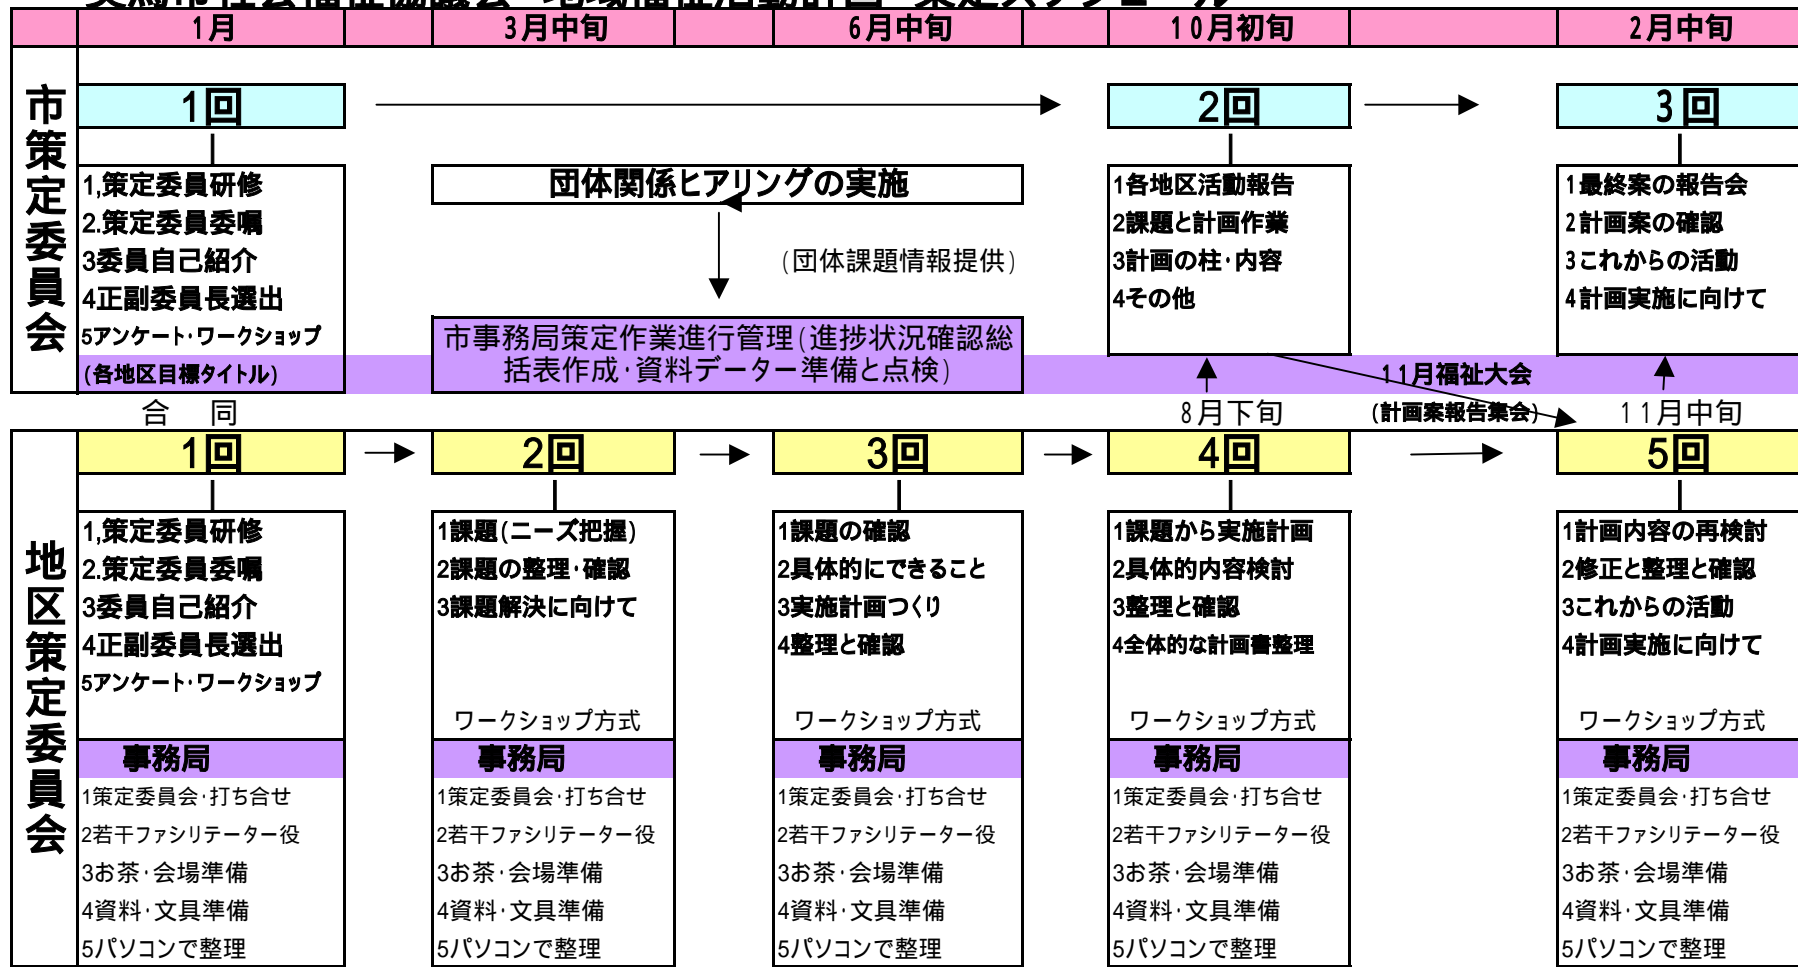 市社会福祉協議会 地域福祉活動計画 策定スケジュール
1月 3月中旬 6月中旬 10月初旬 2月中旬
市策定委員会
1回 2回 3回
1,策定委員研修
2.策定委員委嘱
3委員自己紹介
4正副委員長選出
5アンケート・ワークショップ
(各地区目標タイトル)
団体関係ヒアリングの実施
(団体課題情報提供)
市事務局策定作業進行管理(進捗状況確認総
括表作成・資料データー準備と点検)
1各地区活動報告
2課題と計画作業
3計画の柱・内容
4その他
1最終案の報告会
2計画案の確認
3これからの活動
4計画実施に向けて
11月福祉大会
(計画案報告集会)
合 同
8月下旬
11月中旬
地区策定委員会
1回 2回 3回 4回 5回
1,策定委員研修
2.策定委員委嘱
3委員自己紹介
4正副委員長選出
5アンケート・ワークショップ
事務局
1策定委員会・打ち合せ
2若干ファシリテーター役
3お茶・会場準備
4資料・文具準備
5パソコンで整理
1課題(ニーズ把握)
2課題の整理・確認
3課題解決に向けて
ワークショップ方式
事務局
1策定委員会・打ち合せ
2若干ファシリテーター役
3お茶・会場準備
4資料・文具準備
5パソコンで整理
1課題の確認
2具体的にできること
3実施計画つくり
4整理と確認
ワークショップ方式
事務局
1策定委員会・打ち合せ
2若干ファシリテーター役
3お茶・会場準備
4資料・文具準備
5パソコンで整理
1課題から実施計画
2具体的内容検討
3整理と確認
4全体的な計画書整理
ワークショップ方式
事務局
1策定委員会・打ち合せ
2若干ファシリテーター役
3お茶・会場準備
4資料・文具準備
5パソコンで整理
1計画内容の再検討
2修正と整理と確認
3これからの活動
4計画実施に向けて
ワークショップ方式
事務局
1策定委員会・打ち合せ
2若干ファシリテーター役
3お茶・会場準備
4資料・文具準備
5パソコンで整理